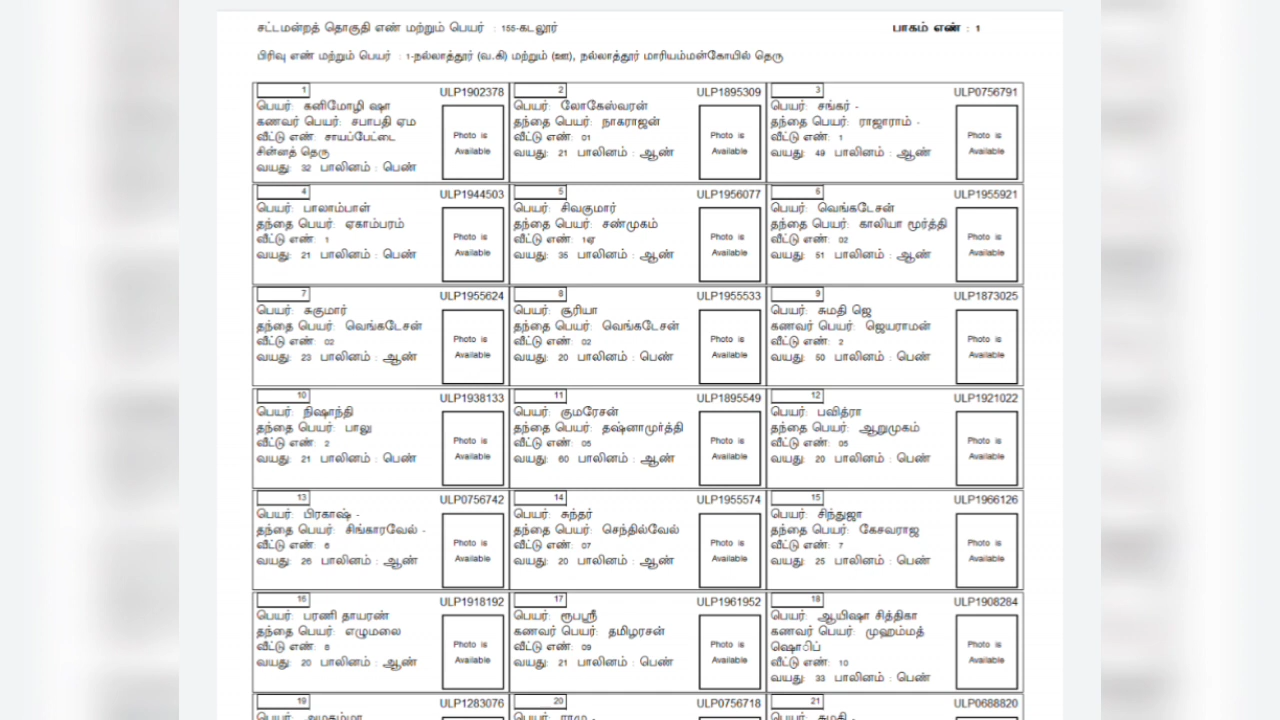 சட்டமன்றத் தொகுதி எண் மற்றும் பெயர் : 155-கடலூர்
பாகம் எண் : 1
பிரிவு எண் மற்றும் பெயர் : 1-நல்லாத்தூர் (வ.கி) மற்றும் (ஊ), நல்லாத்தூர் மாரியம்மன்கோயில் தெரு
1 ULP1902378
பெயர்: கனிமோழி ஷா
கணவர் பெயர்: சபாபதி ஏம
வீட்டு எண்: சாயப்பேட்டை
சின்னத் தெரு
வயது: 32 பாலினம் : பெண்
Photo is
Available
2 ULP1895309
பெயர்: லோகேஸ்வரன்
தந்தை பெயர்: நாகராஜன்
வீட்டு எண்: 01
வயது: 21 பாலினம் : ஆண்
Photo is
Available
3 ULP0756791
பெயர்: சங்கர் -
தந்தை பெயர்: ராஜாராம் -
வீட்டு எண்: 1
வயது: 49 பாலினம் : ஆண்
Photo is
Available
4 ULP1944503
பெயர்: பாலாம்பாள்
தந்தை பெயர்: ஏகாம்பரம்
வீட்டு எண்: 1
வயது: 21 பாலினம் : பெண்
Photo is
Available
5 ULP1956077
பெயர்: சிவகுமார்
தந்தை பெயர்: சண்முகம்
வீட்டு எண்: 1ஏ
வயது: 35 பாலினம் : ஆண்
Photo is
Available
6 ULP1955921
பெயர்: வெங்கடேசன்
தந்தை பெயர்: காலியா மூர்த்தி
வீட்டு எண்: 02
வயது: 51 பாலினம் : ஆண்
Photo is
Available
7 ULP1955624
பெயர்: சுகுமார்
தந்தை பெயர்: வெங்கடேசன்
வீட்டு எண்: 02
வயது: 23 பாலினம் : ஆண்
Photo is
Available
8 ULP1955533
பெயர்: சூரியா
தந்தை பெயர்: வெங்கடேசன்
வீட்டு எண்: 02
வயது: 20 பாலினம் : பெண்
Photo is
Available
9 ULP1873025
பெயர்: சுமதி ஜெ
கணவர் பெயர்: ஜெயராமன்
வீட்டு எண்: 2
வயது: 50 பாலினம் : பெண்
Photo is
Available
10 ULP1938133
பெயர்: நிஷாந்தி
தந்தை பெயர்: பாலு
வீட்டு எண்: 2
வயது: 21 பாலினம் : பெண்
Photo is
Available
11 ULP1895549
பெயர்: குமரேசன்
தந்தை பெயர்: தஷ்னாமுர்த்தி
வீட்டு எண்: 05
வயது: 60 பாலினம் : ஆண்
Photo is
Available
12 ULP1921022
பெயர்: பவித்ரா
தந்தை பெயர்: ஆறுமுகம்
வீட்டு எண்: 05
வயது: 20 பாலினம் : பெண்
Photo is
Available
13 ULP0756742
பெயர்: பிரகாஷ் -
தந்தை பெயர்: சிங்காரவேல் -
வீட்டு எண்: 6
வயது: 26 பாலினம் : ஆண்
Photo is
Available
14 ULP1955574
பெயர்: சுந்தர்
தந்தை பெயர்: செந்தில்வேல்
வீட்டு எண்: 07
வயது: 20 பாலினம் : ஆண்
Photo is
Available
15 ULP1966126
பெயர்: சிந்துஜா
தந்தை பெயர்: கேசவராஜ
வீட்டு எண்: 7
வயது: 25 பாலினம் : பெண்
Photo is
Available
16 ULP1918192
பெயர்: பரணி தாயரண்
தந்தை பெயர்: எழுமலை
வீட்டு எண்: 8
வயது: 20 பாலினம் : ஆண்
Photo is
Available
17 ULP1961952
பெயர்: ரூபஸ்ரீ
கணவர் பெயர்: தமிழரசன்
வீட்டு எண்: 09
வயது: 21 பாலினம் : பெண்
Photo is
Available
18 ULP1908284
பெயர்: ஆயிஷா சித்திகா
கணவர் பெயர்: முஹம்மத்
ஷொிப்
வீட்டு எண்: 10
வயது: 33 பாலினம் : பெண்
Photo is
Available
19 ULP1283076
20 ULP0756718
21 ULP0688820